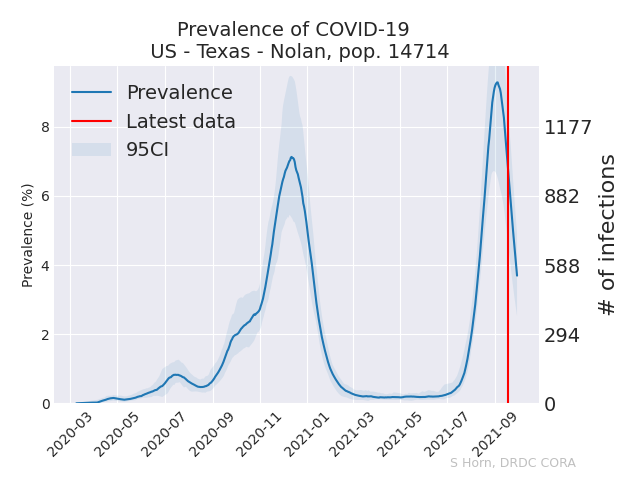 Prevalence of COVID-19
US - Texas - Nolan, pop. 14714
Prevalence
Latest data
95CI
Prevalence (%)
8
6
4
2
0
1177
882
588
294
0
# of infections
2020-03
2020-05
2020-07
2020-09
2020-11
2021-01
2021-03
2021-05
2021-07
2021-09
S Horn, DRDC CORA